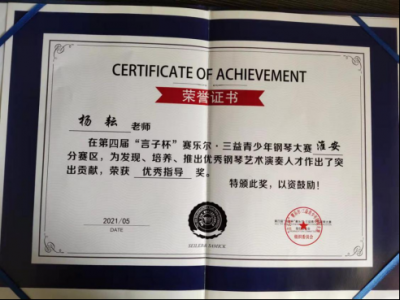 CERTIFICATE OF ACHIEVEMENT
荣誉证书
杨耘 老师
在第四届“言子杯”赛乐尔·三益青少年钢琴大赛 淮安
分赛区，为发现、培养、推出优秀钢琴艺术演奏人才作出了突
出贡献，荣获 优秀指导 奖。
特颁此奖，以资鼓励！
2021/05
DATE